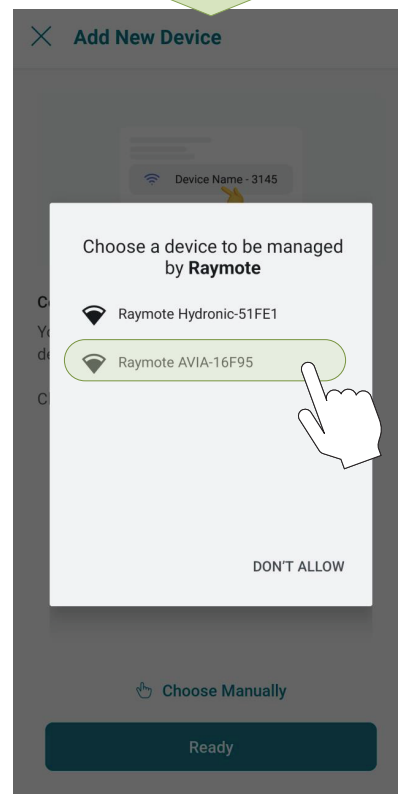 Add New Device
Device Name - 3145
Choose a device to be managed
by Raymote
Raymote Hydronic-51FE1
Raymote AVIA-16F95
DON'T ALLOW
Choose Manually
Ready